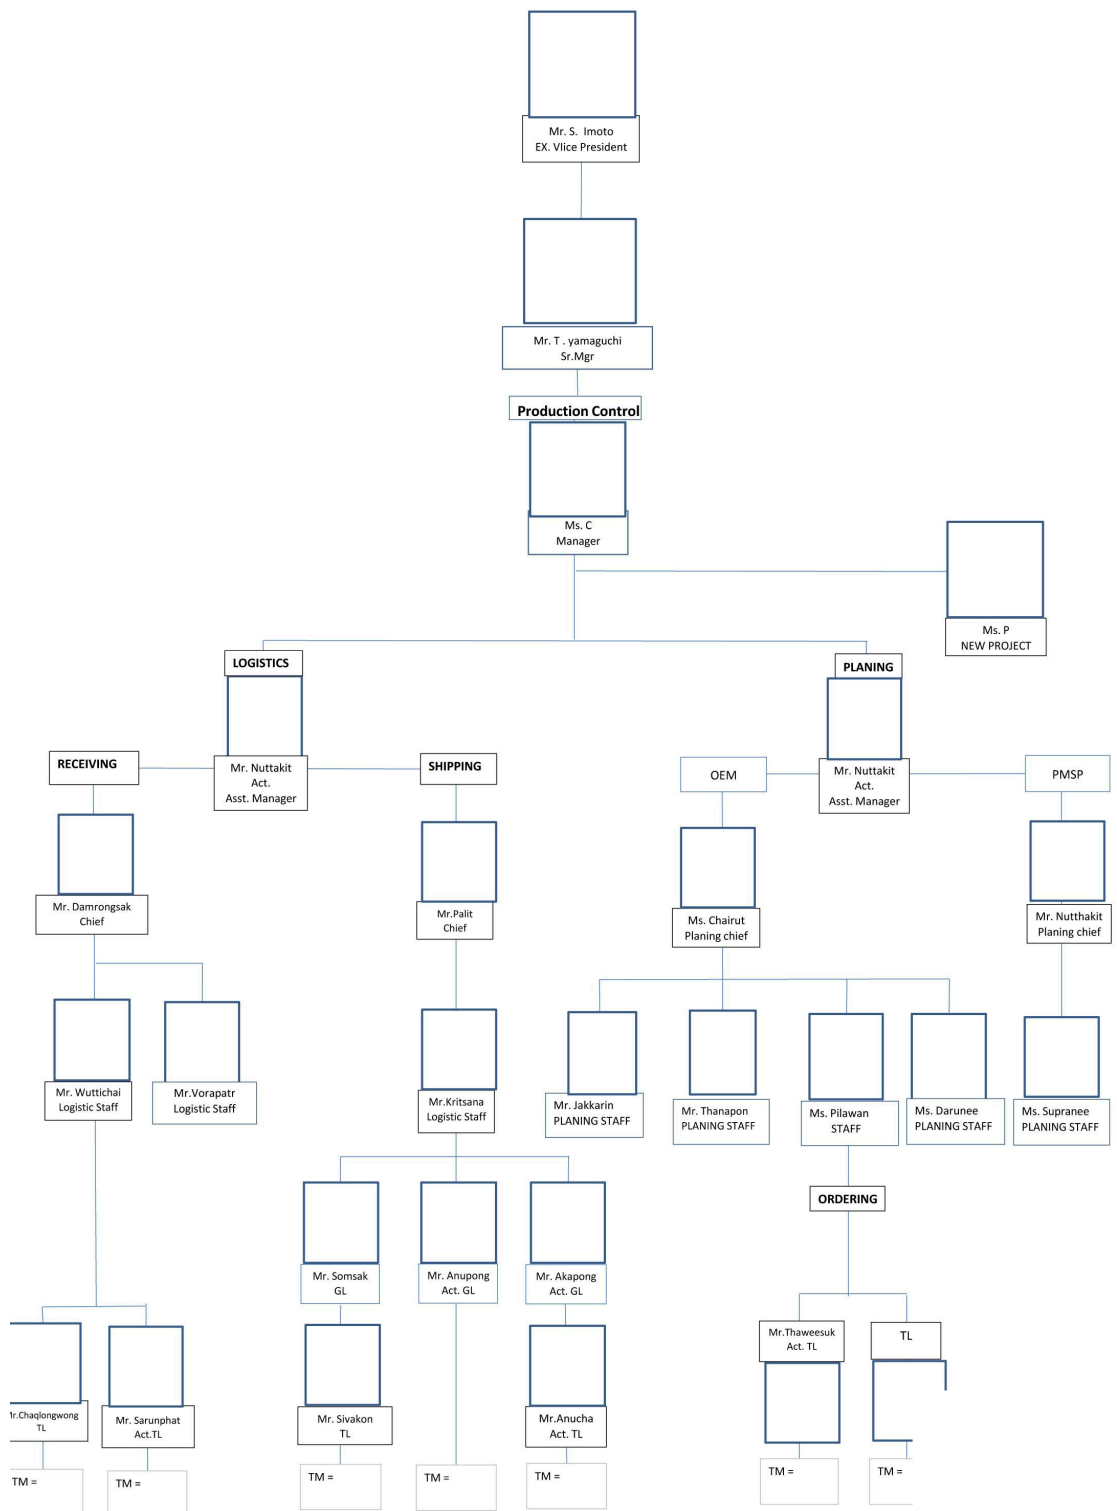 Mr. S. Imoto
EX. VIice President
Mr. T . yamaguchi
Sr.Mgr
Production Control
Ms. C
Manager
Ms. P
NEW PROJECT
LOGISTICS
PLANING
RECEIVING
Mr. Nuttakit
Act.
Asst. Manager
SHIPPING
OEM
Mr. Nuttakit
Act.
Asst. Manager
PMSP
Mr. Damrongsak
Chief
Mr.Palit
Chief
Ms. Chairut
Planing chief
Mr. Nutthakit
Planing chief
Mr. Wuttichai
Logistic Staff
Mr.Vorapatr
Logistic Staff
Mr.Kritsana
Logistic Staff
Mr. Jakkarin
PLANING STAFF
Mr. Thanapon
PLANING STAFF
Ms. Pilawan
STAFF
Ms. Darunee
PLANING STAFF
Ms. Supranee
PLANING STAFF
ORDERING
Mr. Somsak
GL
Mr. Anupong
Act. GL
Mr. Akapong
Act. GL
Mr.Thaweesuk
Act. TL
TL
Mr.Chaqlongwong
TL
Mr. Sarunphat
Act.TL
Mr. Sivakon
TL
Mr.Anucha
Act. TL
TM =
TM =
TM =
TM =
TM =
TM =
TM =